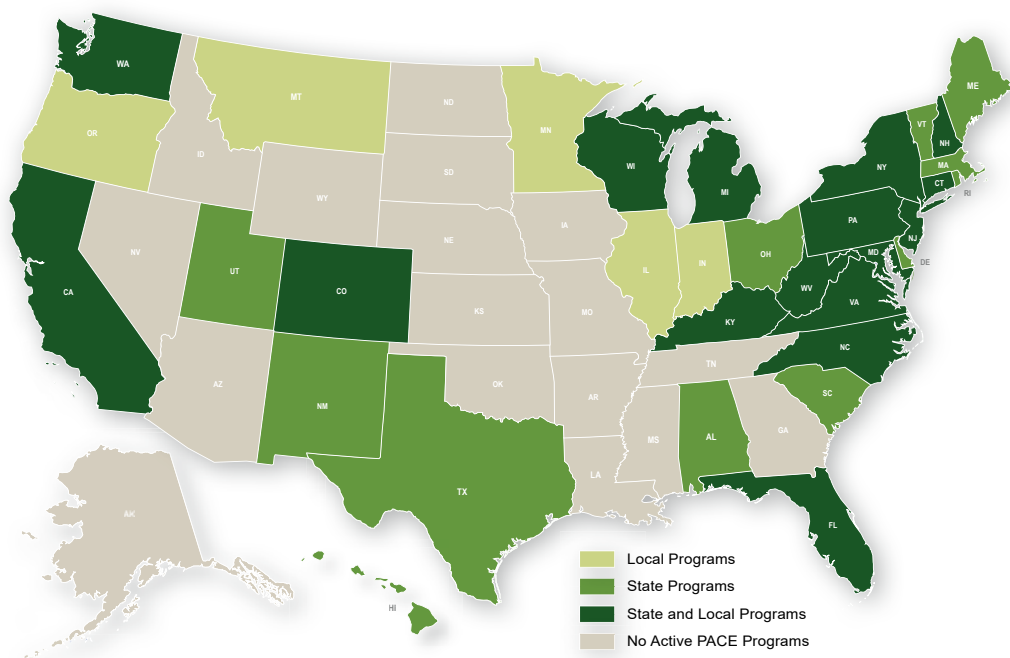 WA
MT
ND
MN
ME
VT
NH
OR
ID
SD
WI
NY
MA
CT
RI
MI
WY
PA
NJ
IA
NE
NV
UT
OH
MD
DE
IL
IN
CA
CO
WV
VA
KS
MO
KY
NC
TN
AZ
OK
NM
AR
SC
MS
AL
GA
LA
TX
AK
FL
HI
Local Programs
State Programs
State and Local Programs
No Active PACE Programs